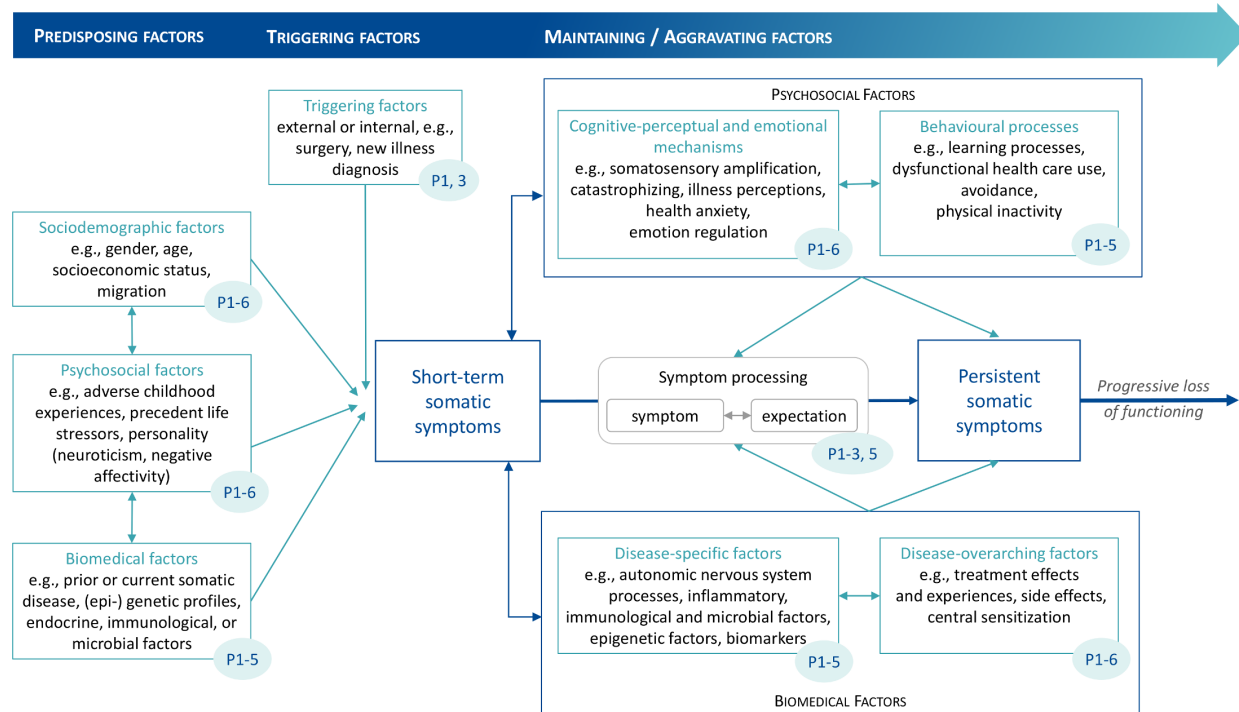 PREDISPOSING FACTORS
TRIGGERING FACTORS
MAINTAINING / AGGRAVATING FACTORS
Triggering factors
external or internal, e.g.,
surgery, new illness
diagnosis
P1, 3
Sociodemographic factors
e.g., gender, age,
socioeconomic status,
migration
P1-6
Psychosocial factors
e.g., adverse childhood
experiences, precedent life
stressors, personality
(neuroticism, negative
affectivity)
P1-6
Biomedical factors
e.g., prior or current somatic
disease, (epi-) genetic profiles,
endocrine, immunological, or
microbial factors
P1-5
Short-term
somatic
symptoms
PSYCHOSOCIAL FACTORS
Cognitive-perceptual and emotional
mechanisms
e.g., somatosensory amplification,
catastrophizing, illness perceptions,
health anxiety,
emotion regulation
P1-6
Behavioural processes
e.g., learning processes,
dysfunctional health care use,
avoidance,
physical inactivity
P1-5
Symptom processing
symptom
expectation
P1-3, 5
Persistent
somatic
symptoms
Progressive loss
of functioning
Disease-specific factors
e.g., autonomic nervous system
processes, inflammatory,
immunological and microbial factors,
epigenetic factors, biomarkers
P1-5
Disease-overarching factors
e.g., treatment effects
and experiences, side effects,
central sensitization
P1-6
BIOMEDICAL FACTORS